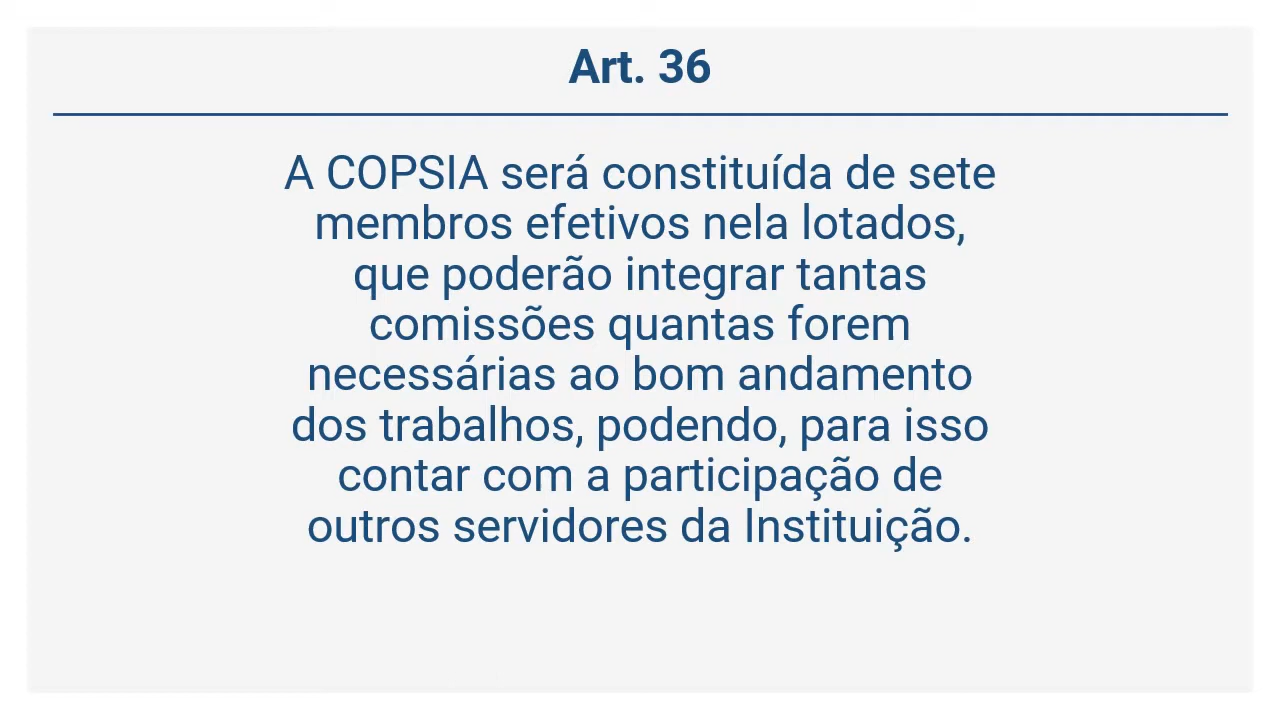 Art. 36
A COPSIA será constituída de sete
membros efetivos nela lotados,
que poderão integrar tantas
comissões quantas forem
necessárias ao bom andamento
dos trabalhos, podendo, para isso
contar com a participação de
outros servidores da Instituição.